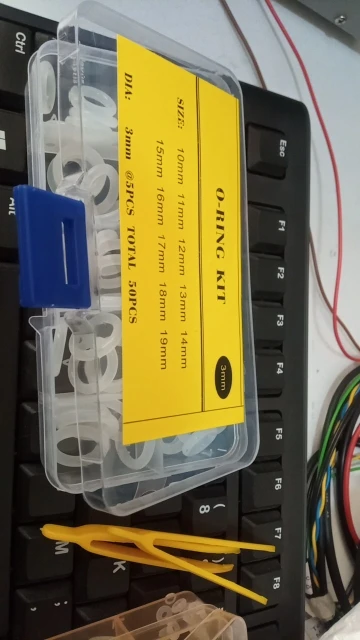 O-RING KIT
3mm
SIZE: 10mm 11mm 12mm 13mm 14mm
15mm 16mm 17mm 18mm 19mm
DIA: 3mm @5PCS TOTAL 50PCS
Esc
F1
F2
F3
F4
F5
F6
F7
F8
Ctrl
Alt
(
8
K
M